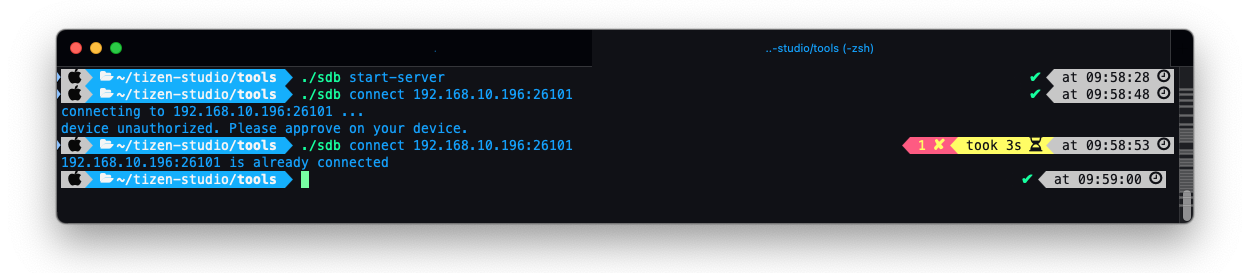 ..-studio/tools (-zsh)
~/tizen-studio/tools ./sdb start-server ✔ at 09:58:28
~/tizen-studio/tools ./sdb connect 192.168.10.196:26101 ✔ at 09:58:48
connecting to 192.168.10.196:26101 ...
device unauthorized. Please approve on your device.
~/tizen-studio/tools ./sdb connect 192.168.10.196:26101 1 ✘ took 3s at 09:58:53
192.168.10.196:26101 is already connected
~/tizen-studio/tools ✔ at 09:59:00